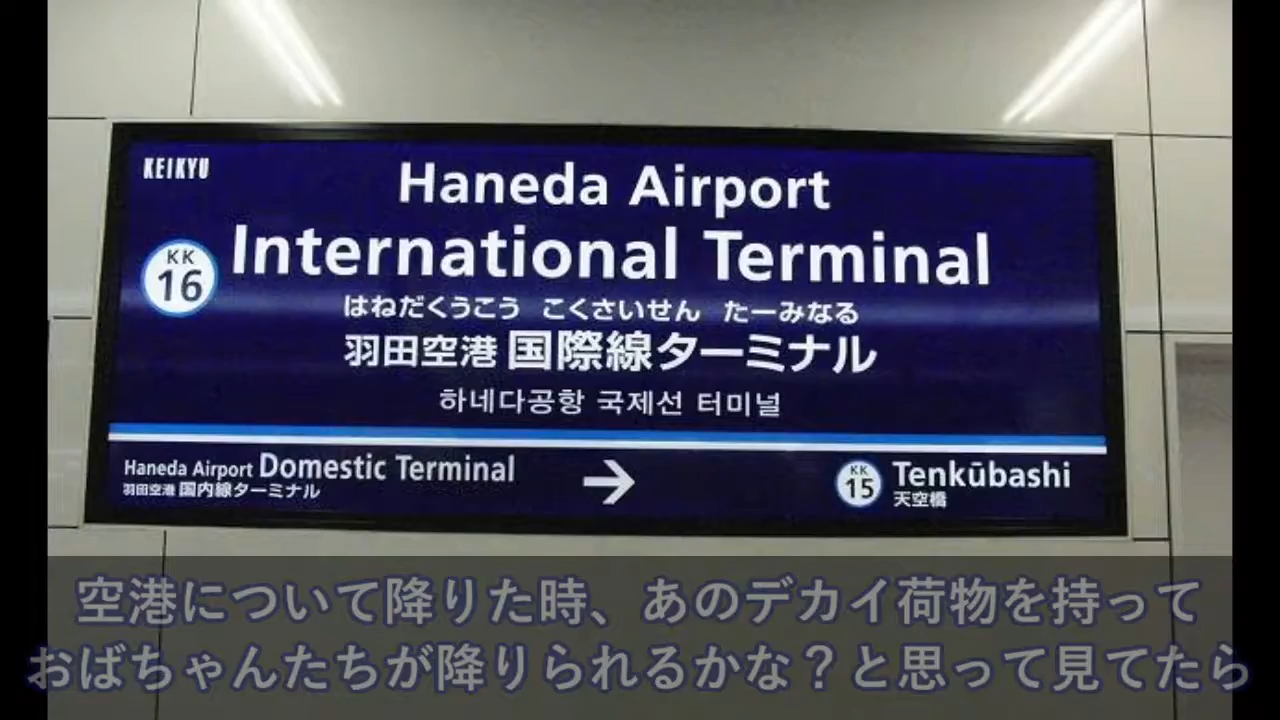 KEIKYU
Haneda Airport
KK
16
International Terminal
はねだくうこう こくさいせん たーみなる
羽田空港 国際線ターミナル
하네다공항 국제선 터미널
Haneda Airport Domestic Terminal
羽田空港 国内線ターミナル
KK
15
Tenkūbashi
天空橋
空港について降りた時、あのデカイ荷物を持って
おばちゃんたちが降りられるかな？と思って見てたら